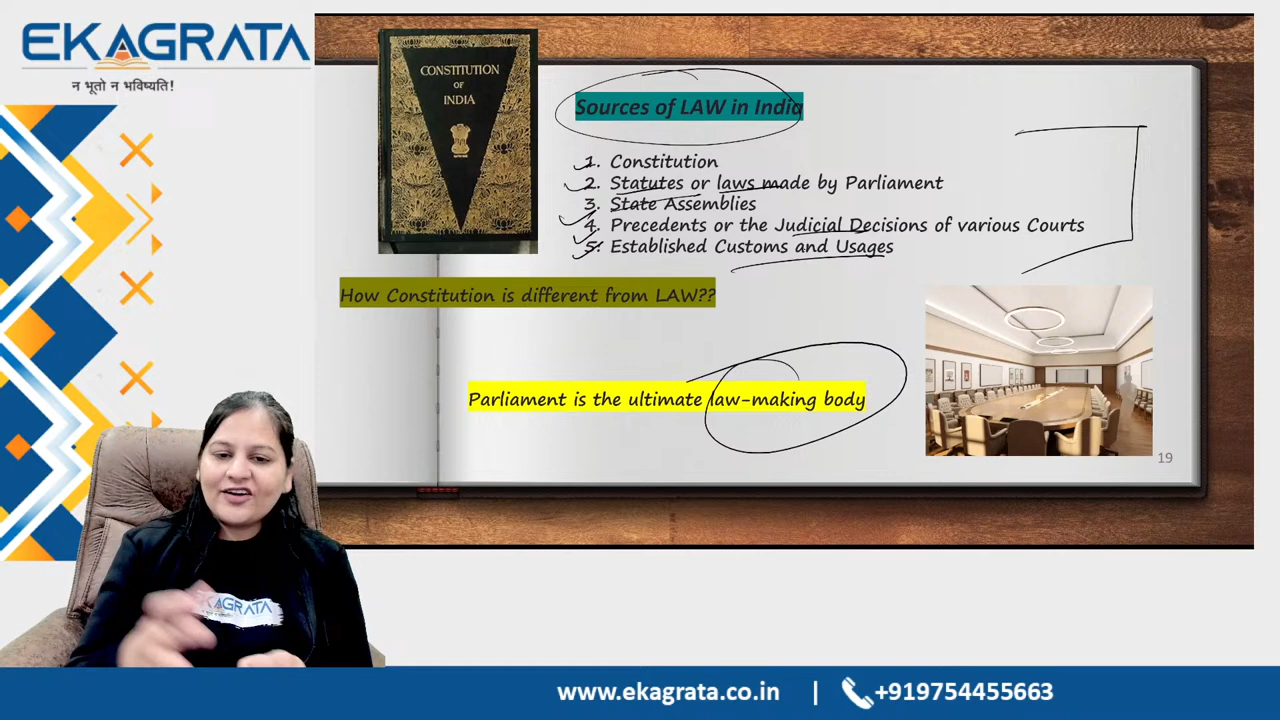 EKAGRATA
न भूतो न भविष्यति!
CONSTITUTION
OF
INDIA
Sources of LAW in India
1. Constitution
2. Statutes or laws made by Parliament
3. State Assemblies
4. Precedents or the Judicial Decisions of various Courts
5. Established Customs and Usages
How Constitution is different from LAW??
Parliament is the ultimate law-making body
19
EKAGRATA
www.ekagrata.co.in | +919754455663